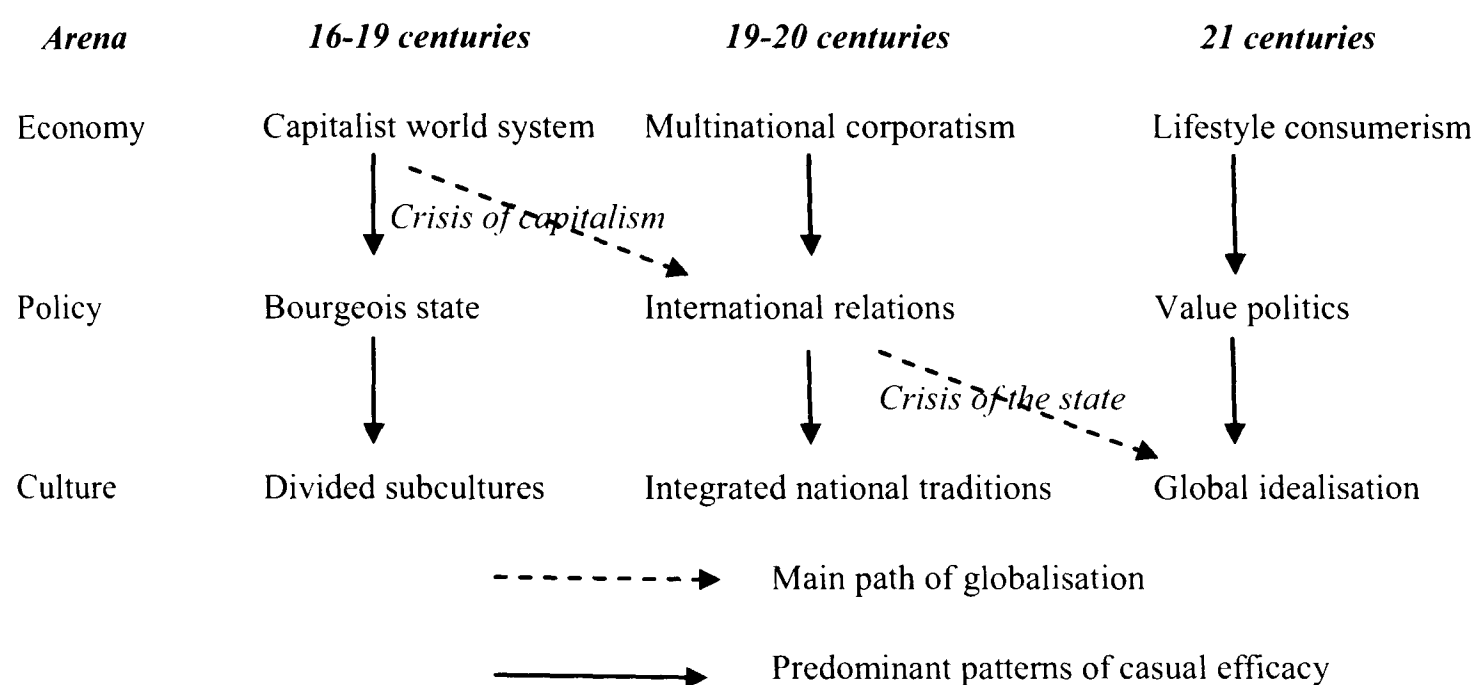 Arena 16-19 centuries 19-20 centuries 21 centuries
Economy Capitalist world system Multinational corporatism Lifestyle consumerism
Crisis of capitalism
Policy Bourgeois state International relations Value politics
Crisis of the state
Culture Divided subcultures Integrated national traditions Global idealisation
Main path of globalisation
Predominant patterns of casual efficacy